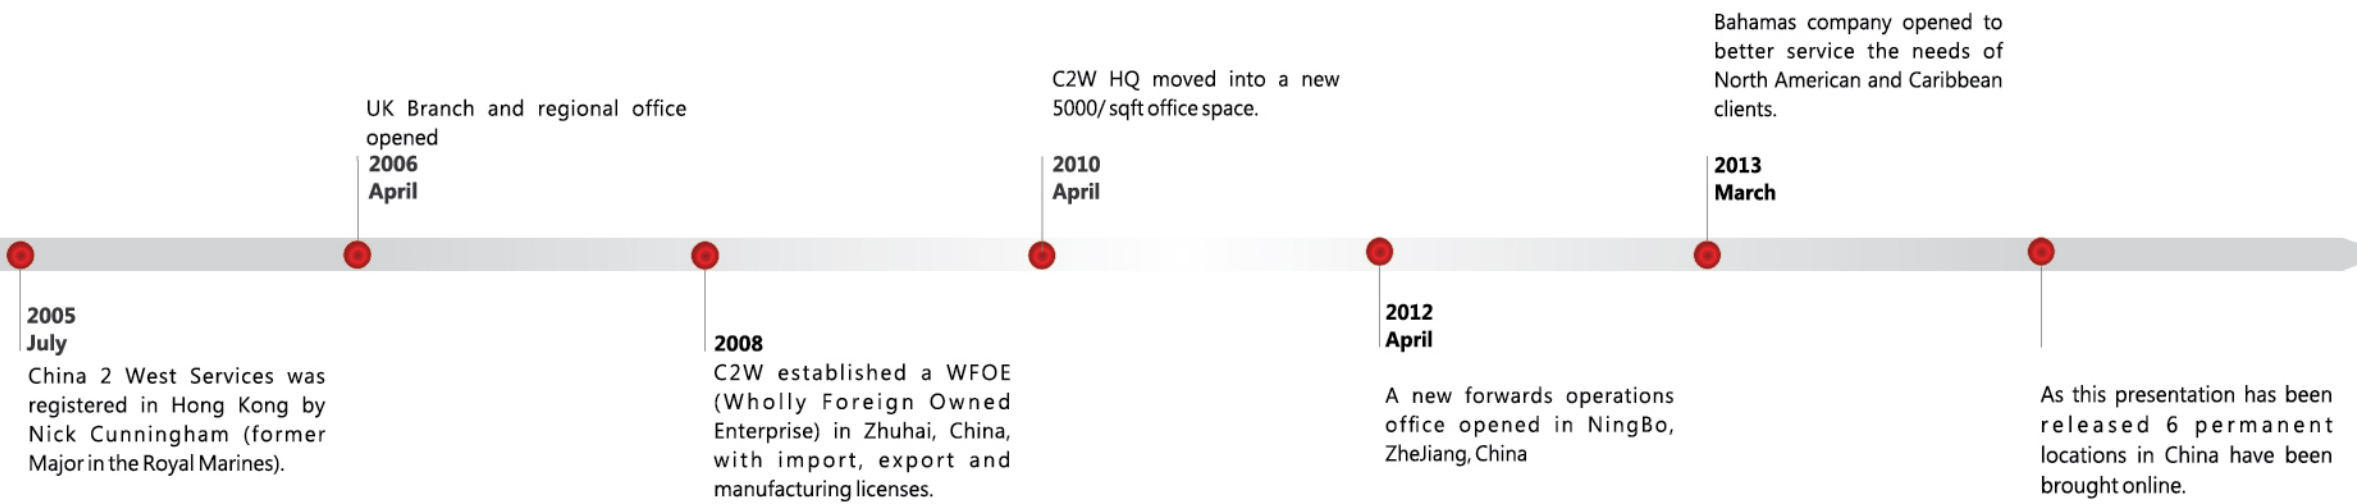 2005
July
China 2 West Services was
registered in Hong Kong by
Nick Cunningham (former
Major in the Royal Marines).
UK Branch and regional office
opened
2006
April
2008
C2W established a WFOE
(Wholly Foreign Owned
Enterprise) in Zhuhai, China,
with import, export and
manufacturing licenses.
C2W HQ moved into a new
5000/ sqft office space.
2010
April
2012
April
A new forwards operations
office opened in NingBo,
ZheJiang, China
Bahamas company opened to
better service the needs of
North American and Caribbean
clients.
2013
March
As this presentation has been
released 6 permanent
locations in China have been
brought online.